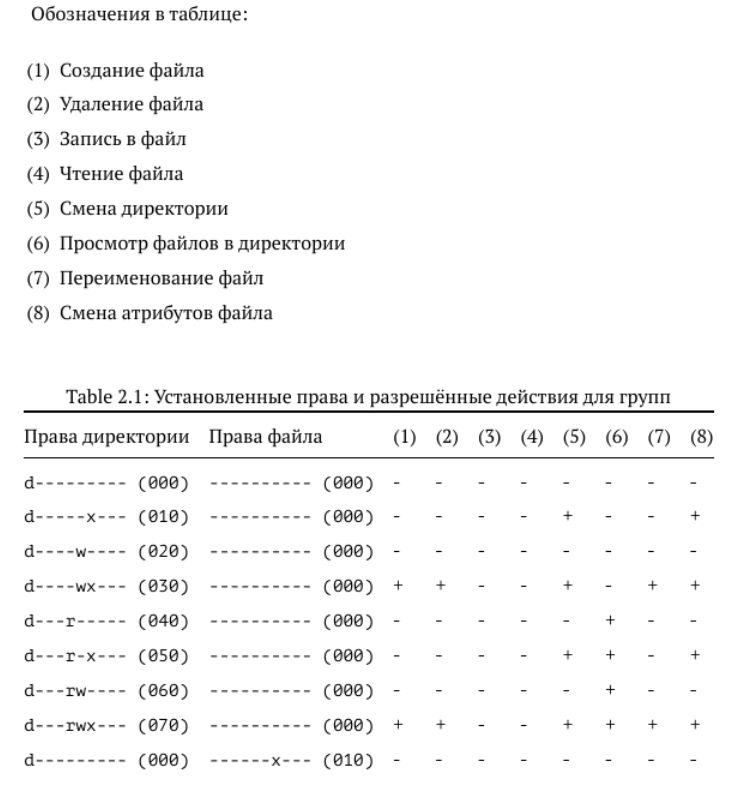 Обозначения в таблице:
(1) Создание файла
(2) Удаление файла
(3) Запись в файл
(4) Чтение файла
(5) Смена директории
(6) Просмотр файлов в директории
(7) Переименование файл
(8) Смена атрибутов файла
Table 2.1: Установленные права и разрешённые действия для групп
Права директории Права файла (1) (2) (3) (4) (5) (6) (7) (8)
d--------- (000) ---------- (000) - - - - - - - -
d-----x--- (010) ---------- (000) - - - - + - - +
d----w---- (020) ---------- (000) - - - - - - - -
d----wx--- (030) ---------- (000) + + - - + - + +
d---r----- (040) ---------- (000) - - - - - + - -
d---r-x--- (050) ---------- (000) - - - - + + - +
d---rw---- (060) ---------- (000) - - - - - + - -
d---rwx--- (070) ---------- (000) + + - - + + + +
d--------- (000) ------x--- (010) - - - - - - - -